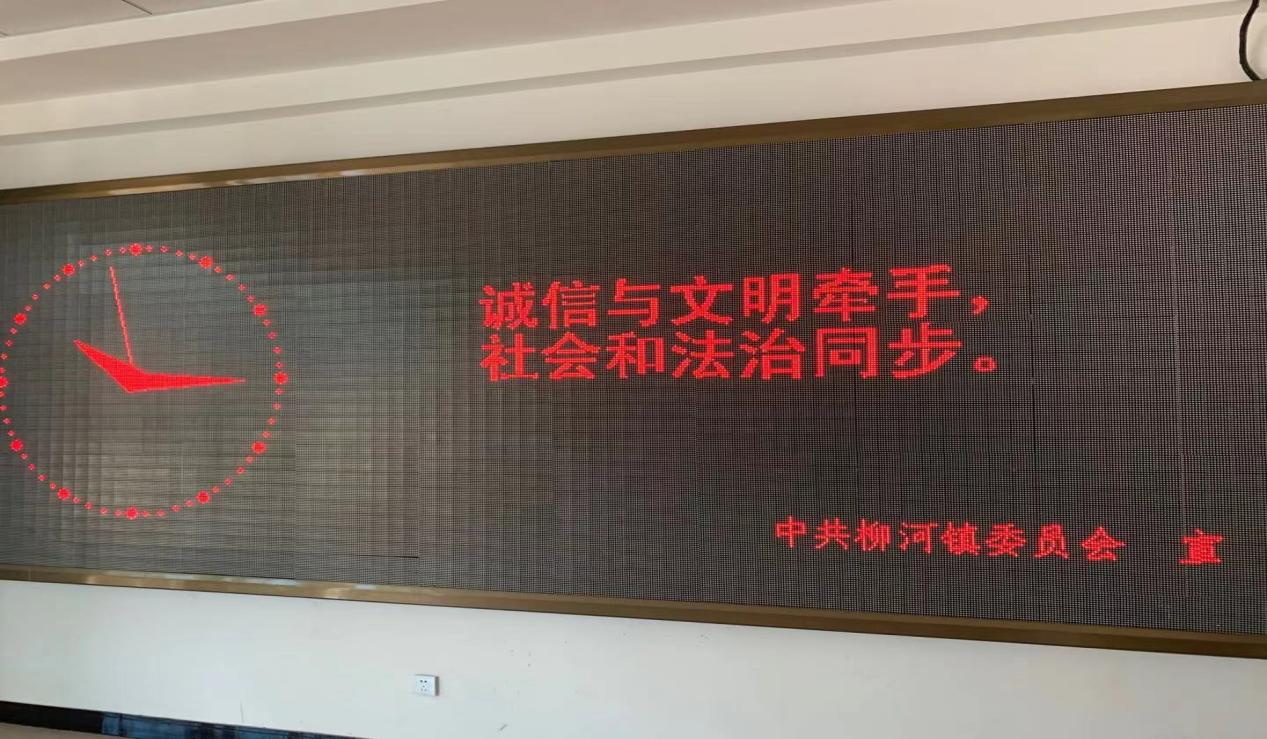 诚信与文明牵手，
社会和法治同步。
中共柳河镇委员会 宣